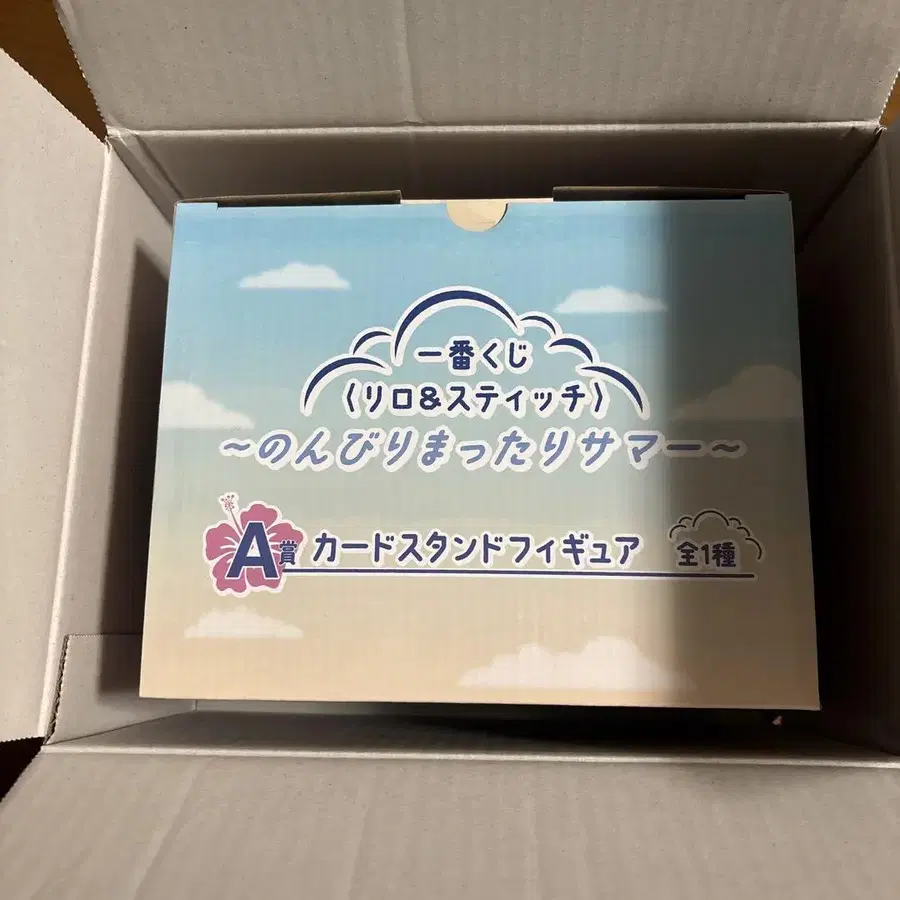 一番くじ
〈リロ&スティッチ〉
~のんびりまったりサマー~
A賞 カードスタンドフィギュア 全1種